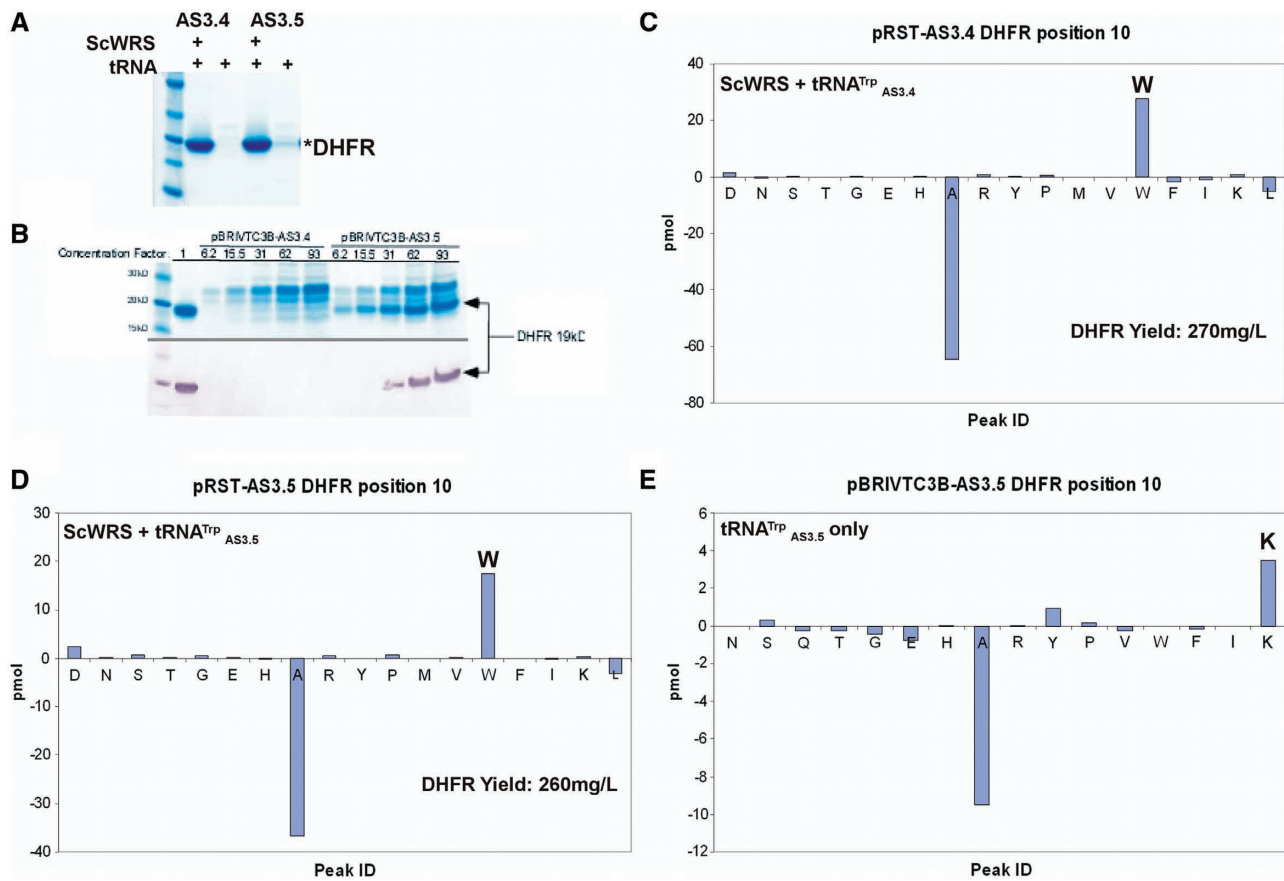 A
AS3.4 AS3.5
ScWRS + +
tRNA + + + +
*DHFR
B
pBRIVTC3B-AS3.4 pBRIVTC3B-AS3.5
Concentration Factor: 1 6.2 15.5 31 62 93 6.2 15.5 31 62 93
30kD
20kD
15kD
DHFR 19kD
C
pRST-AS3.4 DHFR position 10
ScWRS + tRNATrp AS3.4
W
40
20
0
-20
-40
-60
-80
pmol
D N S T G E H A R Y P M V W F I K L
DHFR Yield: 270mg/L
Peak ID
D
pRST-AS3.5 DHFR position 10
ScWRS + tRNATrp AS3.5
W
30
20
10
0
-10
-20
-30
-40
pmol
D N S T G E H A R Y P M V W F I K L
DHFR Yield: 260mg/L
Peak ID
E
pBRIVTC3B-AS3.5 DHFR position 10
tRNATrp AS3.5 only
K
6
4
2
0
-2
-4
-6
-8
-10
-12
pmol
N S Q T G E H A R Y P V W F I K
Peak ID